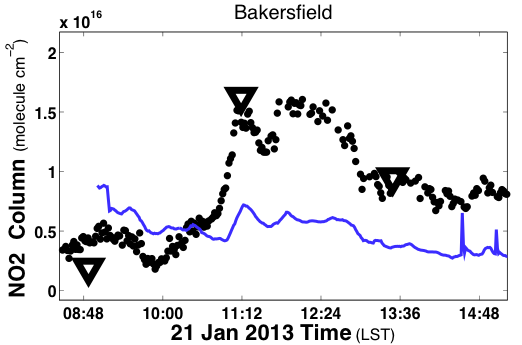 Bakersfield
x 10^16
2
1.5
1
0.5
0
NO2 Column (molecule cm⁻²)
08:48 10:00 11:12 12:24 13:36 14:48
21 Jan 2013 Time (LST)